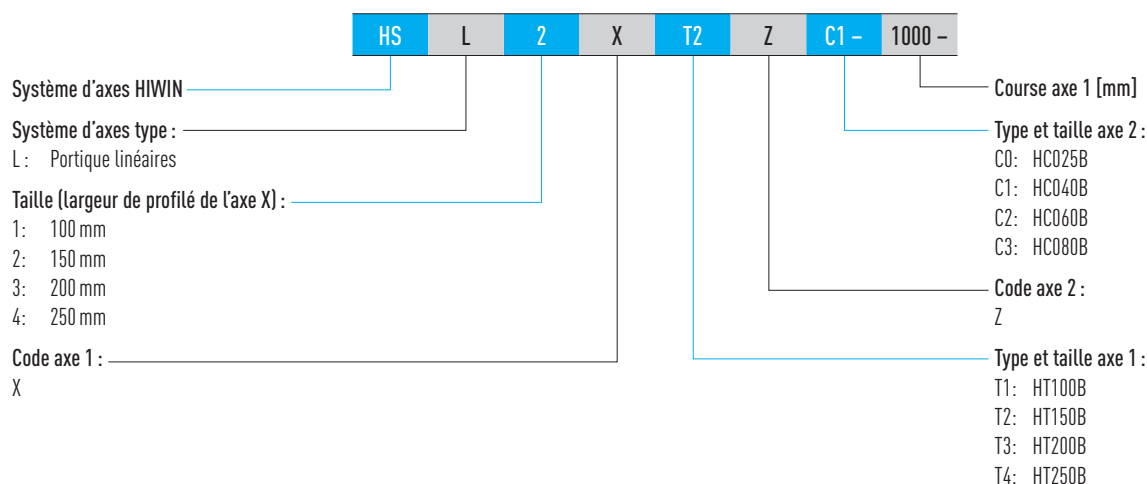 HS L 2 X T2 Z C1 – 1000 –
Système d'axes HIWIN
Système d'axes type :
L : Portique linéaires
Taille (largeur de profilé de l'axe X) :
1: 100 mm
2: 150 mm
3: 200 mm
4: 250 mm
Code axe 1 :
X
Course axe 1 [mm]
Type et taille axe 2 :
C0: HC025B
C1: HC040B
C2: HC060B
C3: HC080B
Code axe 2 :
Z
Type et taille axe 1 :
T1: HT100B
T2: HT150B
T3: HT200B
T4: HT250B